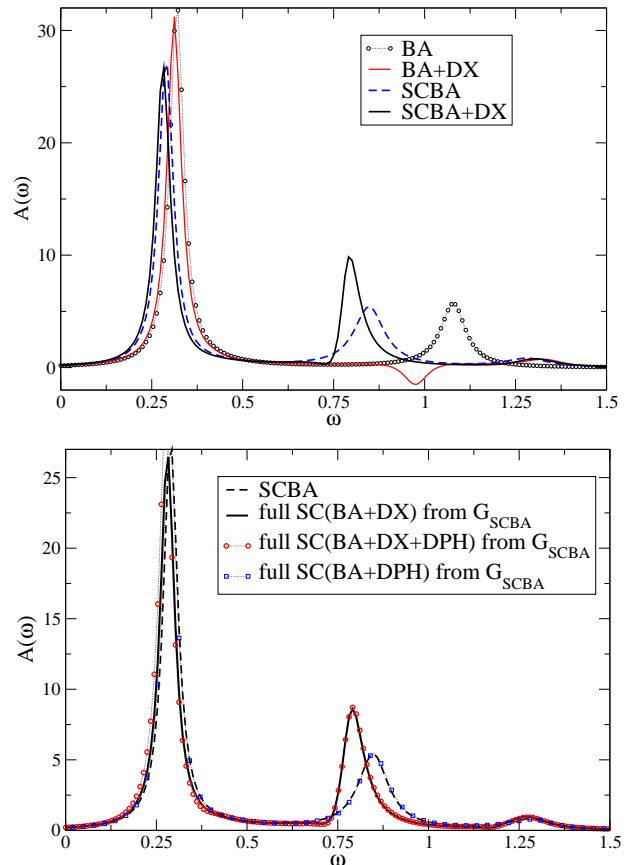 30
20
10
0
A(ω)
BA
BA+DX
SCBA
SCBA+DX
0 0.25 0.5 0.75 1 1.25 1.5
ω
25
20
15
10
5
0
A(ω)
SCBA
full SC(BA+DX) from G_SCBA
full SC(BA+DX+DPH) from G_SCBA
full SC(BA+DPH) from G_SCBA
0 0.25 0.5 0.75 1 1.25 1.5
ω